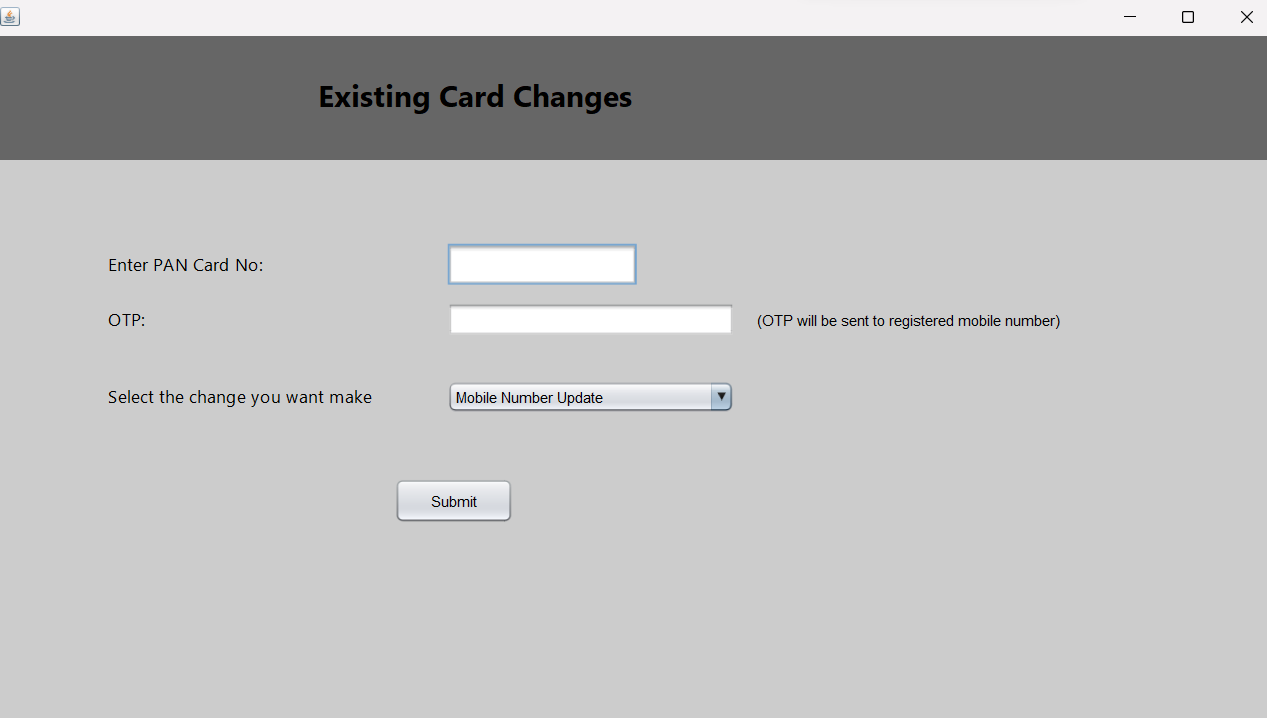 Existing Card Changes
Enter PAN Card No:
OTP:
(OTP will be sent to registered mobile number)
Select the change you want make
Mobile Number Update
Submit